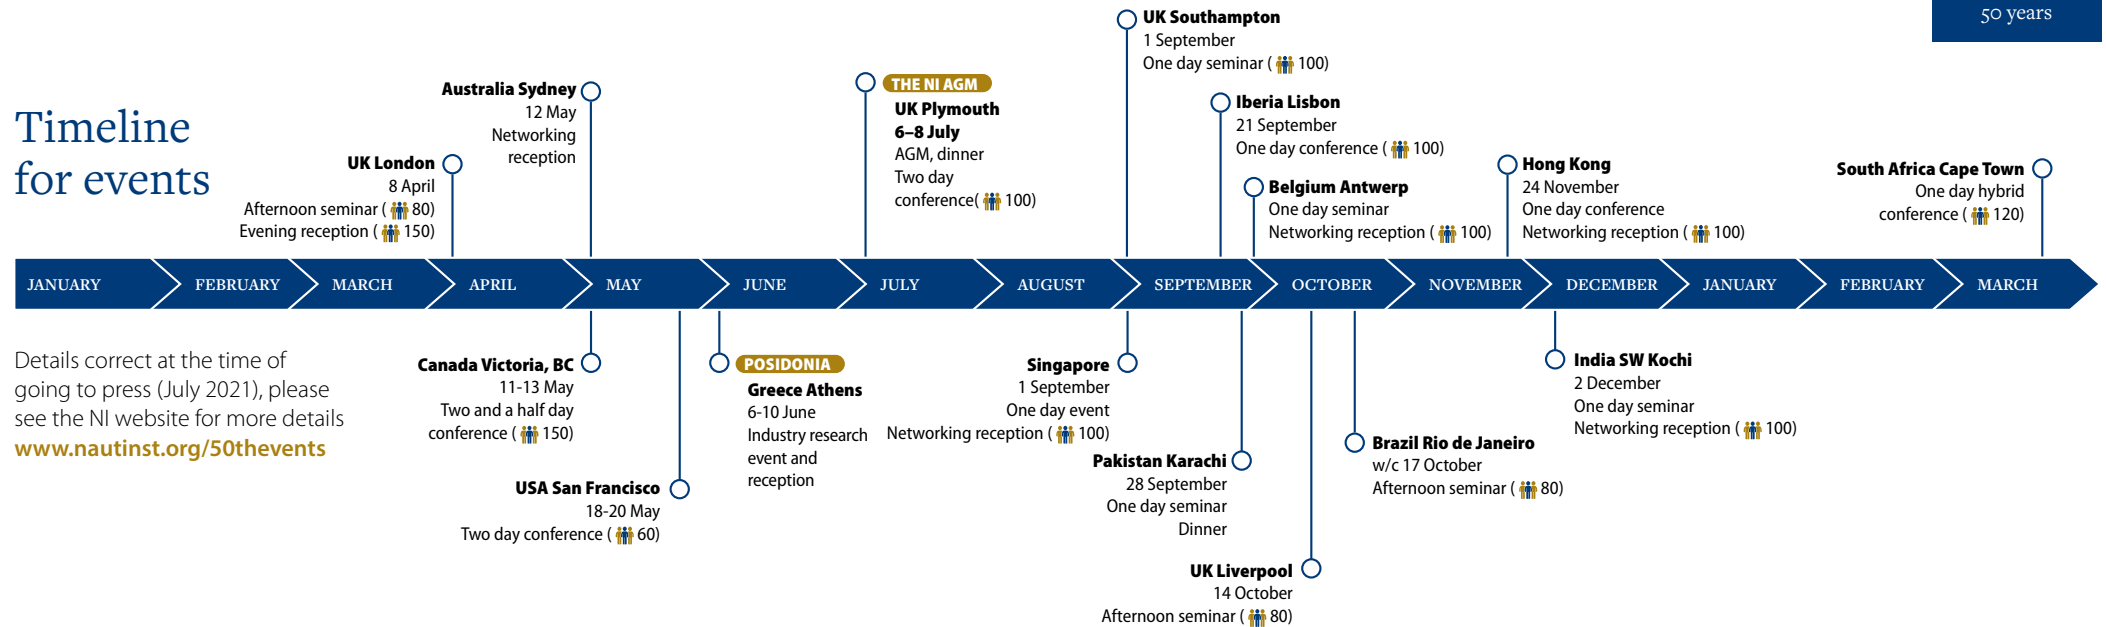 50 years
Timeline
for events
UK London
8 April
Afternoon seminar ( 80)
Evening reception ( 150)
Australia Sydney
12 May
Networking
reception
THE NI AGM
UK Plymouth
6–8 July
AGM, dinner
Two day
conference( 100)
UK Southampton
1 September
One day seminar ( 100)
Iberia Lisbon
21 September
One day conference ( 100)
Belgium Antwerp
One day seminar
Networking reception ( 100)
Hong Kong
24 November
One day conference
Networking reception ( 100)
South Africa Cape Town
One day hybrid
conference ( 120)
JANUARY FEBRUARY MARCH APRIL MAY JUNE JULY AUGUST SEPTEMBER OCTOBER NOVEMBER DECEMBER JANUARY FEBRUARY MARCH
Details correct at the time of
going to press (July 2021), please
see the NI website for more details
www.nautinst.org/50thevents
Canada Victoria, BC
11-13 May
Two and a half day
conference ( 150)
USA San Francisco
18-20 May
Two day conference ( 60)
POSIDONIA
Greece Athens
6-10 June
Industry research
event and
reception
Singapore
1 September
One day event
Networking reception ( 100)
Pakistan Karachi
28 September
One day seminar
Dinner
UK Liverpool
14 October
Afternoon seminar ( 80)
Brazil Rio de Janeiro
w/c 17 October
Afternoon seminar ( 80)
India SW Kochi
2 December
One day seminar
Networking reception ( 100)